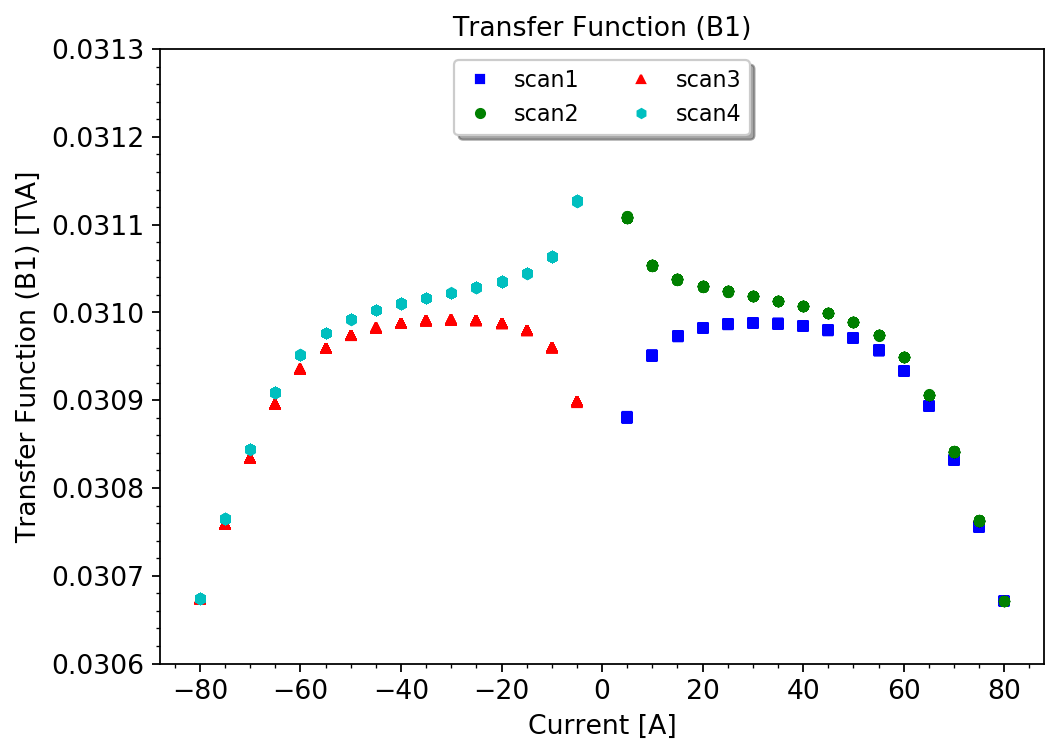 Transfer Function (B1)
0.0313
0.0312
0.0311
0.0310
0.0309
0.0308
0.0307
0.0306
Transfer Function (B1) [T\A]
scan1
scan2
scan3
scan4
−80 −60 −40 −20 0 20 40 60 80
Current [A]